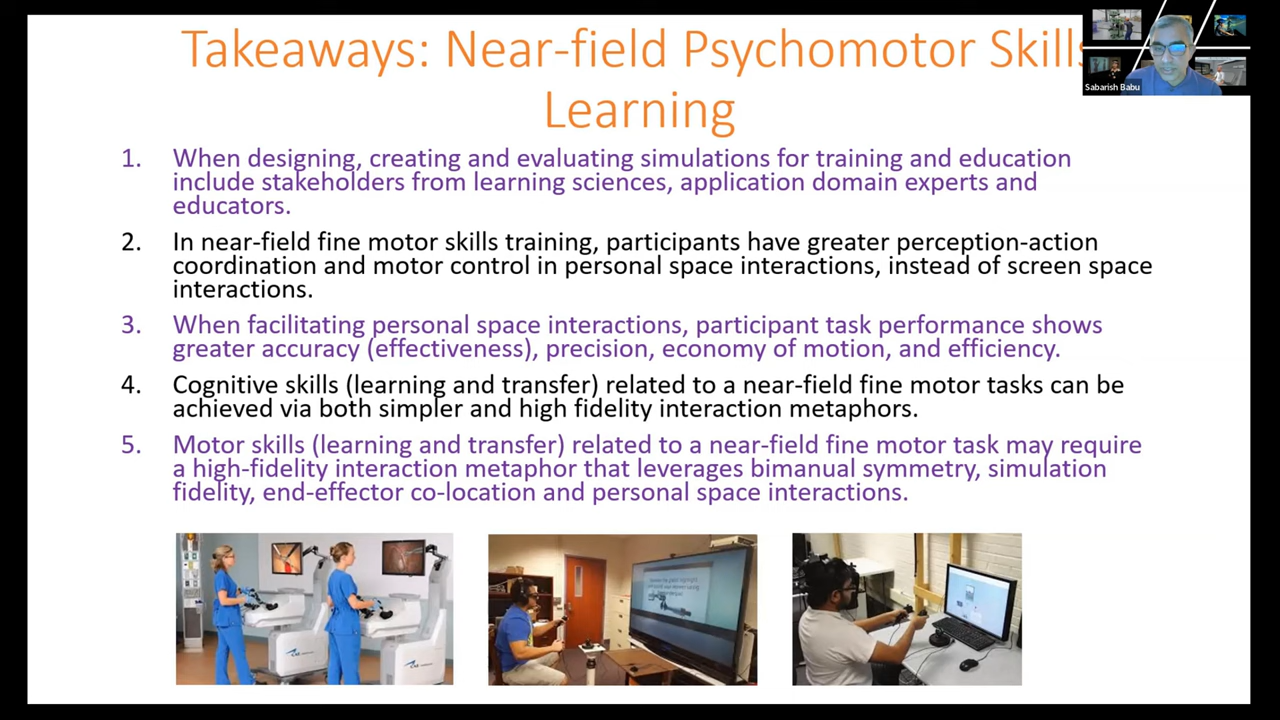 Takeaways: Near-field Psychomotor Skills
Learning
Sabarish Babu
1. When designing, creating and evaluating simulations for training and education
include stakeholders from learning sciences, application domain experts and
educators.
2. In near-field fine motor skills training, participants have greater perception-action
coordination and motor control in personal space interactions, instead of screen space
interactions.
3. When facilitating personal space interactions, participant task performance shows
greater accuracy (effectiveness), precision, economy of motion, and efficiency.
4. Cognitive skills (learning and transfer) related to a near-field fine motor tasks can be
achieved via both simpler and high fidelity interaction metaphors.
5. Motor skills (learning and transfer) related to a near-field fine motor task may require
a high-fidelity interaction metaphor that leverages bimanual symmetry, simulation
fidelity, end-effector co-location and personal space interactions.